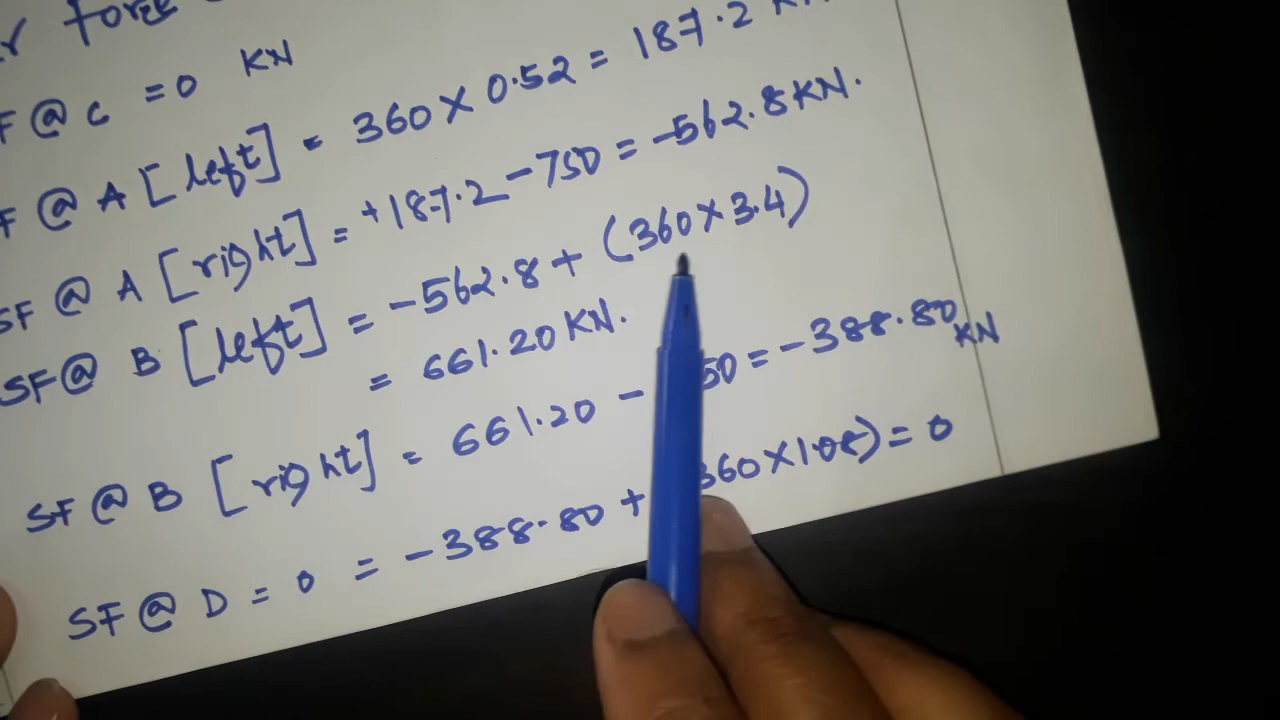 r force
F @ C = 0 KN
F @ A [left] = 360 × 0.52 = 187.2 KN
SF @ A [right] = +187.2 - 750 = -562.8 KN.
SF @ B [left] = -562.8 + (360 × 3.4)
= 661.20 KN.
SF @ B [right] = 661.20 - 50 = -388.80 KN
SF @ D = 0 = -388.80 + 360 × 1.08) = 0